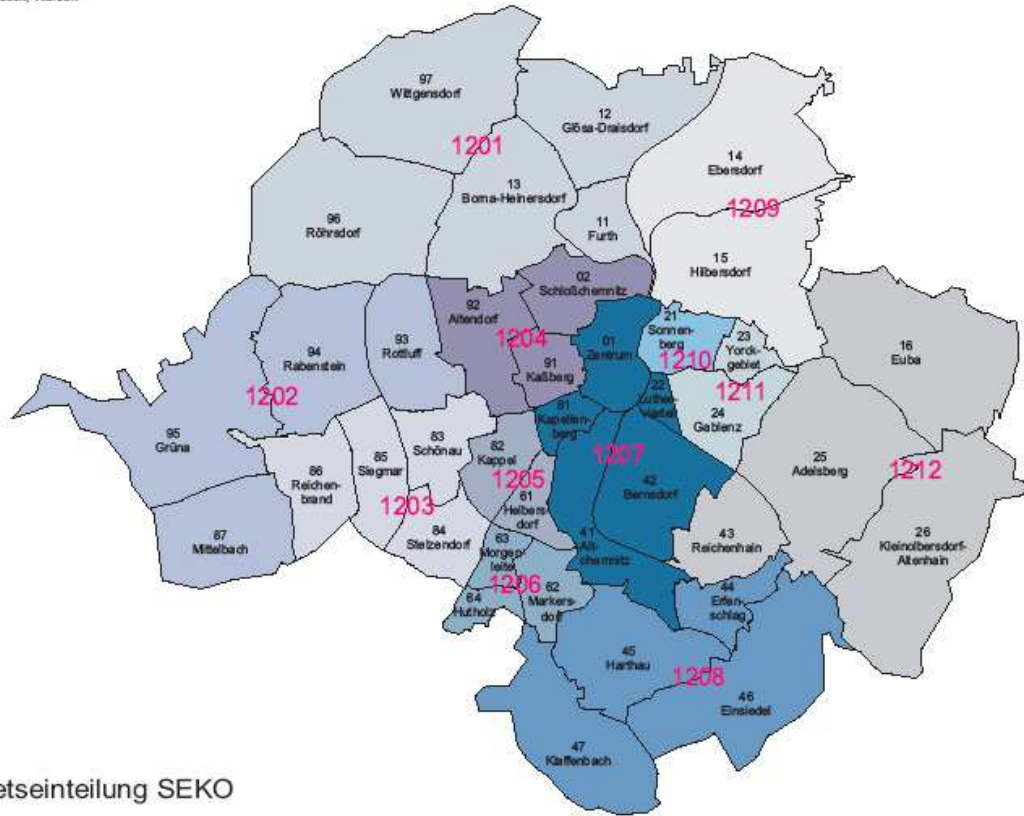 97
Wittgensdorf
12
Glösa-Draisdorf
1201
14
Ebersdorf
13
Borna-Heinersdorf
1209
96
Röhrsdorf
11
Furth
15
Hilbersdorf
02
Schloßchemnitz
92
Altendorf
1204
01
Zentrum
21
Sonnen-
berg
1210
23
Yorck-
gebiet
16
Euba
93
Rottluff
94
Rabenstein
91
Kaßberg
1202
22
Luther-
viertel
1211
24
Gablenz
81
Kapellen-
berg
95
Grüna
83
Schönau
82
Kappel
1207
25
Adelsberg
1212
85
Siegmar
86
Reichen-
brand
1205
42
Bernsdorf
61
Helbers-
dorf
1203
87
Mittelbach
84
Stelzendorf
63
Morgen-
leite
41
Alt-
chemnitz
43
Reichenhain
26
Kleinolbersdorf-
Altenhain
1206
64
Hutholz
62
Markers-
dorf
44
Erfen-
schlag
45
Harthau
1208
46
Einsiedel
47
Klaffenbach
etseinteilung SEKO